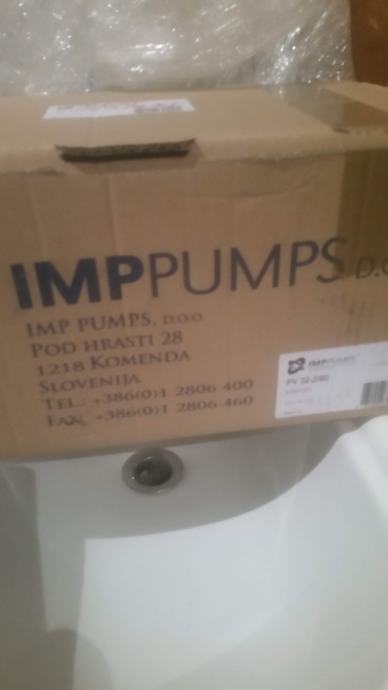 IMPPUMPS D.O
IMP PUMPS, D.O.O.
POD HRASTI 28
1218 KOMENDA
SLOVENIJA
TEL.: +386(0)1 2806 400
FAX: +386(0)1 2806 460
IMPPUMPS